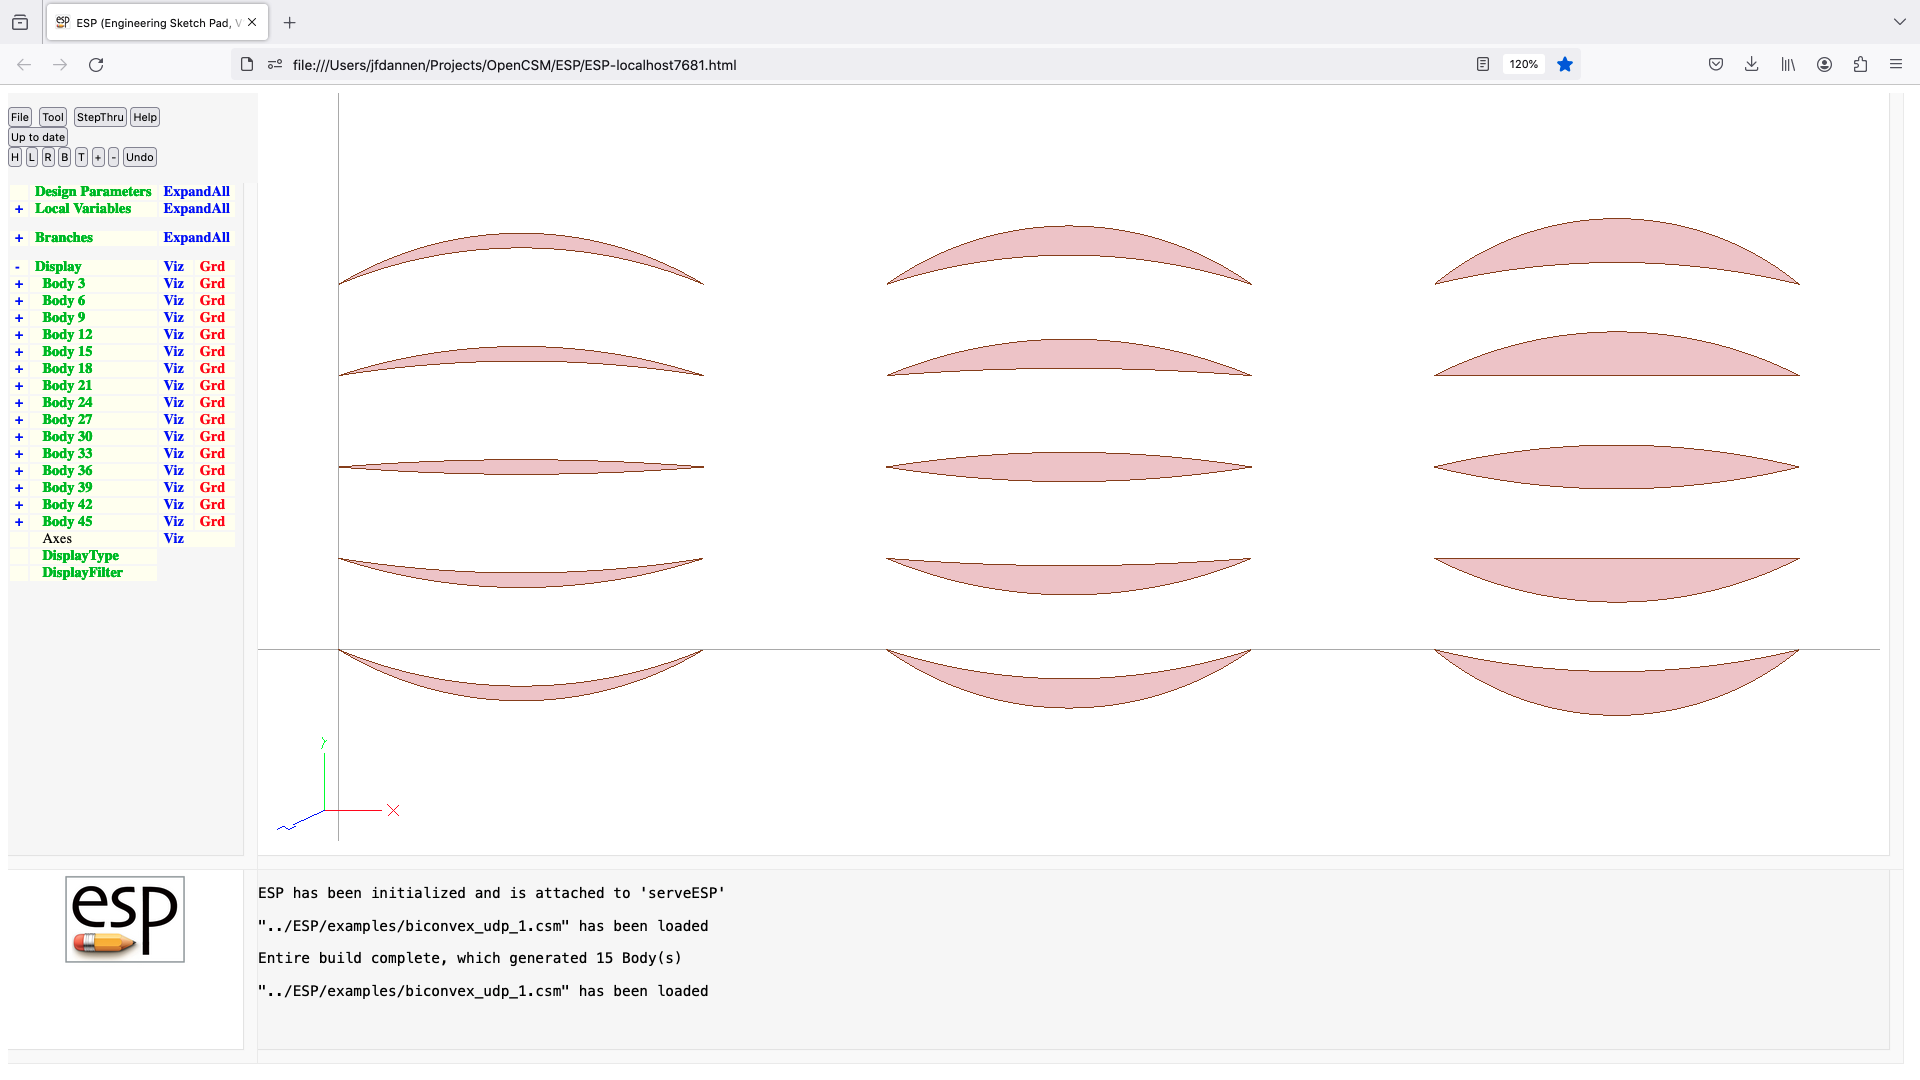 ESP (Engineering Sketch Pad, V
file:///Users/jfdannen/Projects/OpenCSM/ESP/ESP-localhost7681.html
120%
File Tool StepThru Help
Up to date
H L R B T + - Undo
Design Parameters ExpandAll
+ Local Variables ExpandAll
+ Branches ExpandAll
- Display Viz Grd
+ Body 3 Viz Grd
+ Body 6 Viz Grd
+ Body 9 Viz Grd
+ Body 12 Viz Grd
+ Body 15 Viz Grd
+ Body 18 Viz Grd
+ Body 21 Viz Grd
+ Body 24 Viz Grd
+ Body 27 Viz Grd
+ Body 30 Viz Grd
+ Body 33 Viz Grd
+ Body 36 Viz Grd
+ Body 39 Viz Grd
+ Body 42 Viz Grd
+ Body 45 Viz Grd
Axes Viz
DisplayType
DisplayFilter
Y
X
Z
esp
ESP has been initialized and is attached to 'serveESP'
"../ESP/examples/biconvex_udp_1.csm" has been loaded
Entire build complete, which generated 15 Body(s)
"../ESP/examples/biconvex_udp_1.csm" has been loaded